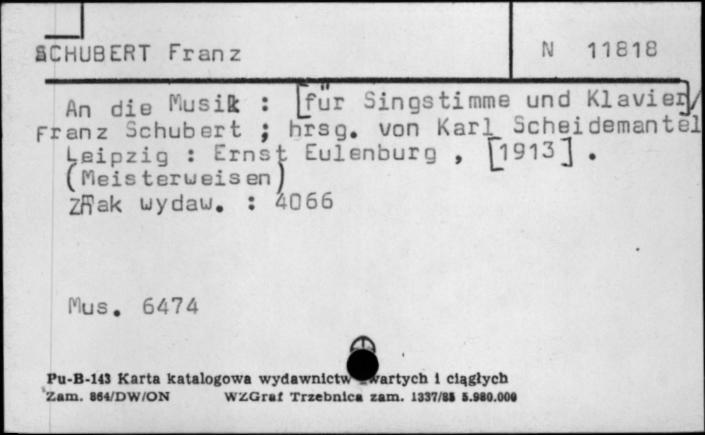 SCHUBERT Franz
N 11818
An die Musik : [für Singstimme und Klavier]/
Franz Schubert ; hrsg. von Karl Scheidemantel
Leipzig : Ernst Eulenburg , [1913] .
(Meisterweisen)
Znak wydaw. : 4066
Mus. 6474
Pu-B-143 Karta katalogowa wydawnictw zwartych i ciągłych
Zam. 864/DW/ON WZGraf Trzebnica zam. 1337/85 5.980.000